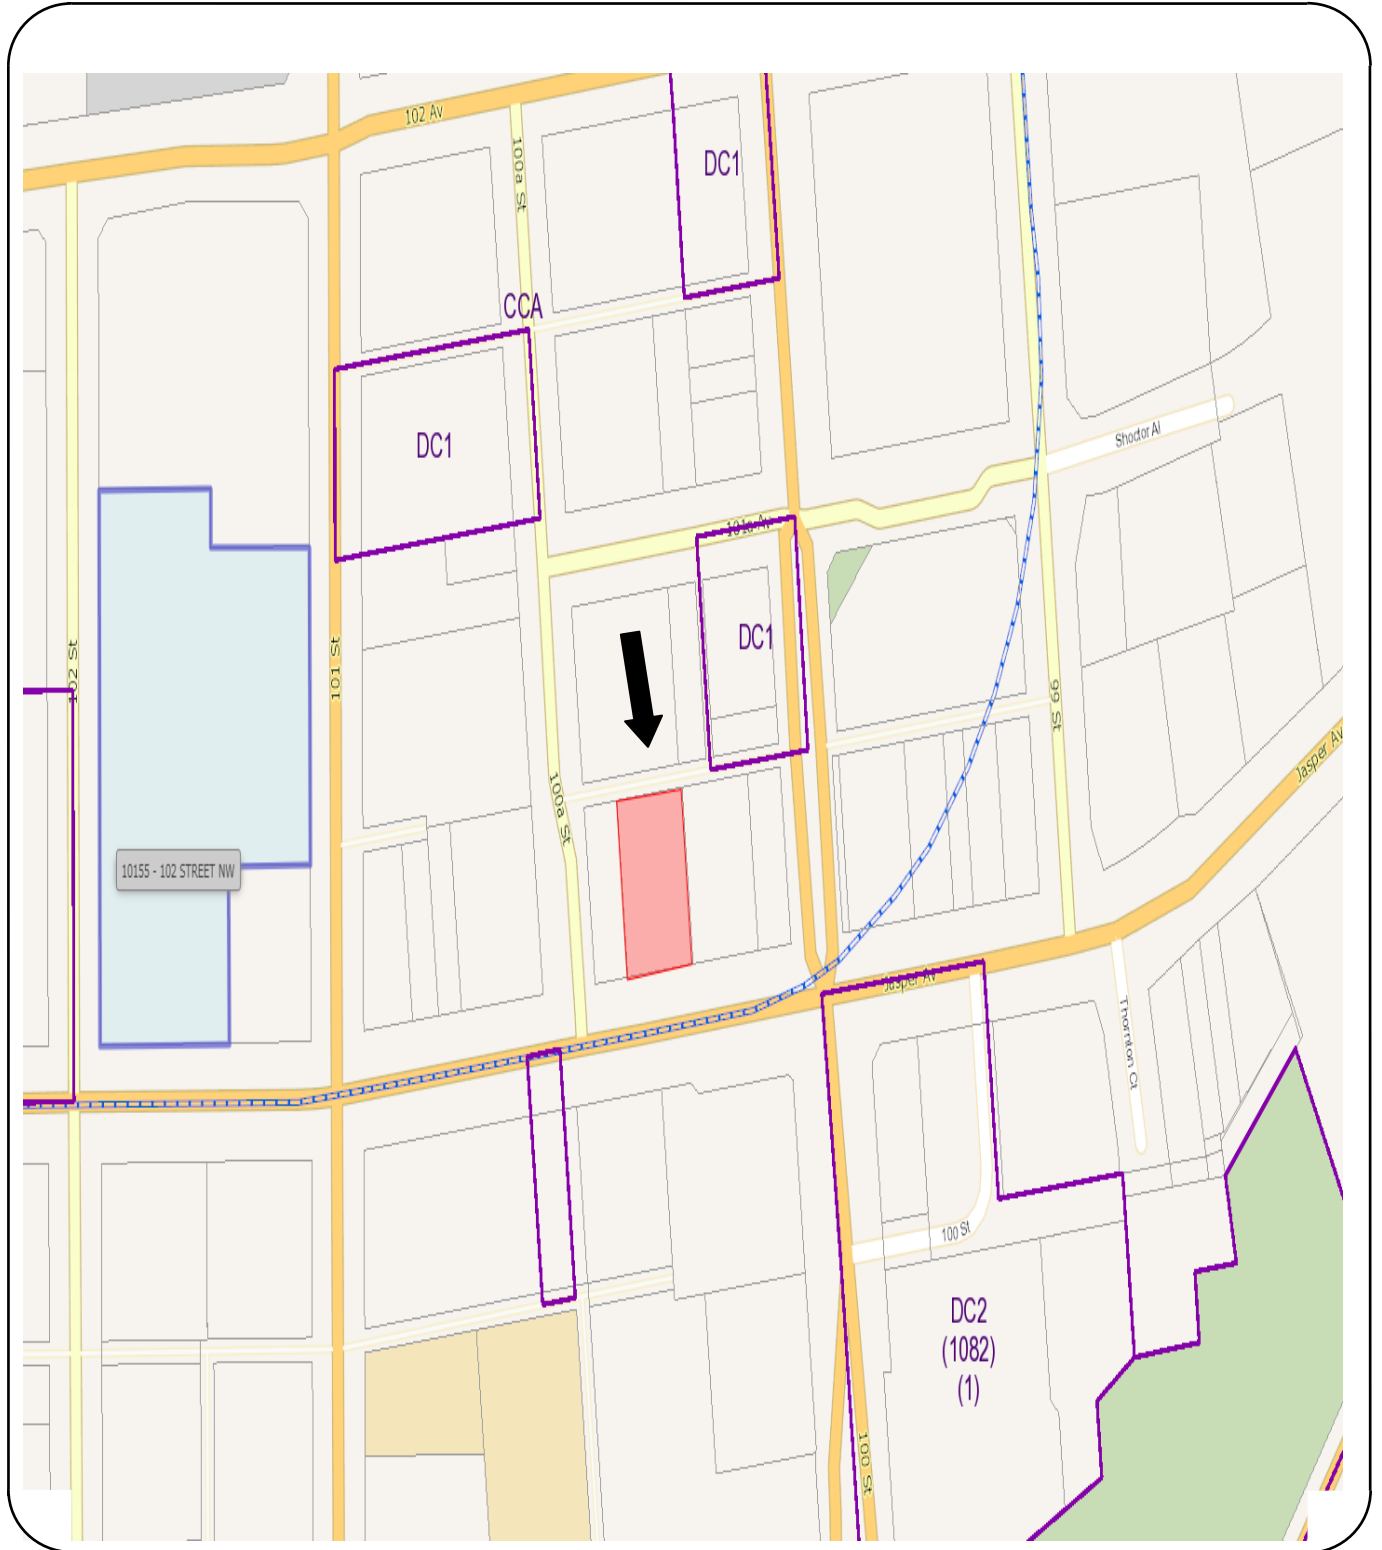 102 Av
100a St
DC1
CCA
DC1
Shoctor Al
101a Av
DC1
102 St
101 St
99 St
Jasper Av
100a St
10155 - 102 STREET NW
Jasper Av
Thornton Ct
100 St
DC2
(1082)
(1)
100 St